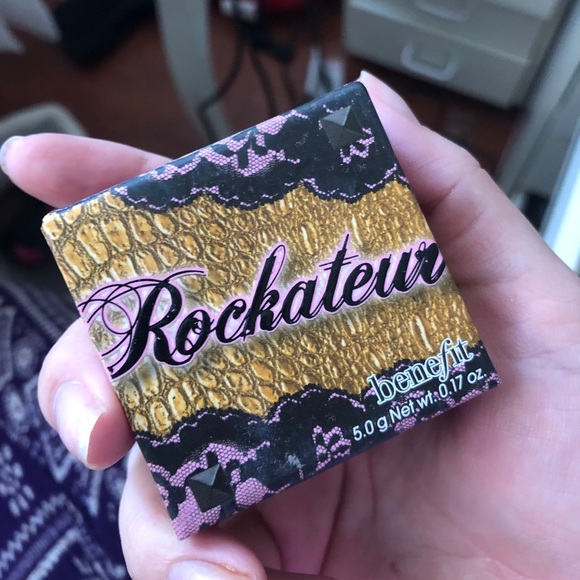 Rockateur
benefit
5.0 g Net wt. 0.17 oz.